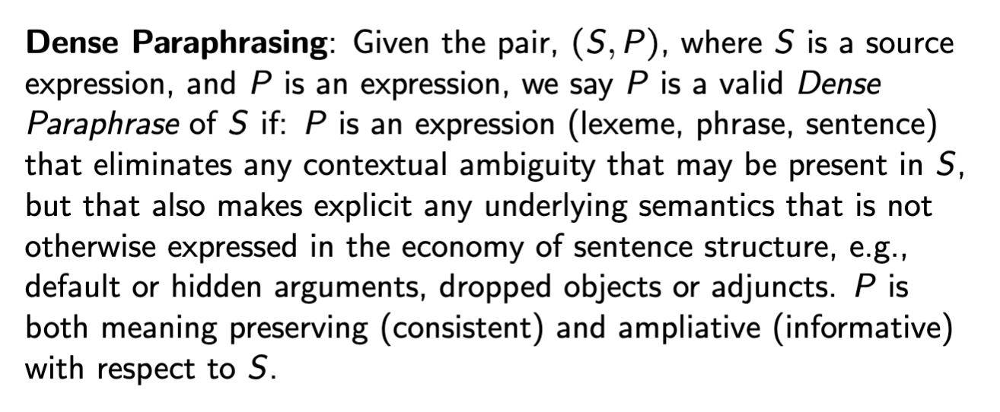 Dense Paraphrasing: Given the pair, (S, P), where S is a source
expression, and P is an expression, we say P is a valid Dense
Paraphrase of S if: P is an expression (lexeme, phrase, sentence)
that eliminates any contextual ambiguity that may be present in S,
but that also makes explicit any underlying semantics that is not
otherwise expressed in the economy of sentence structure, e.g.,
default or hidden arguments, dropped objects or adjuncts. P is
both meaning preserving (consistent) and ampliative (informative)
with respect to S.